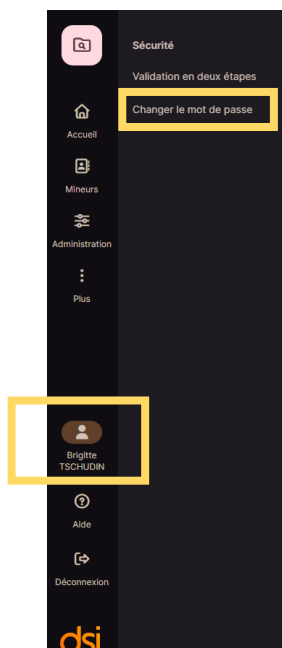 Sécurité
Validation en deux étapes
Changer le mot de passe
Accueil
Mineurs
Administration
Plus
Brigitte
TSCHUDIN
Aide
Déconnexion
dsi